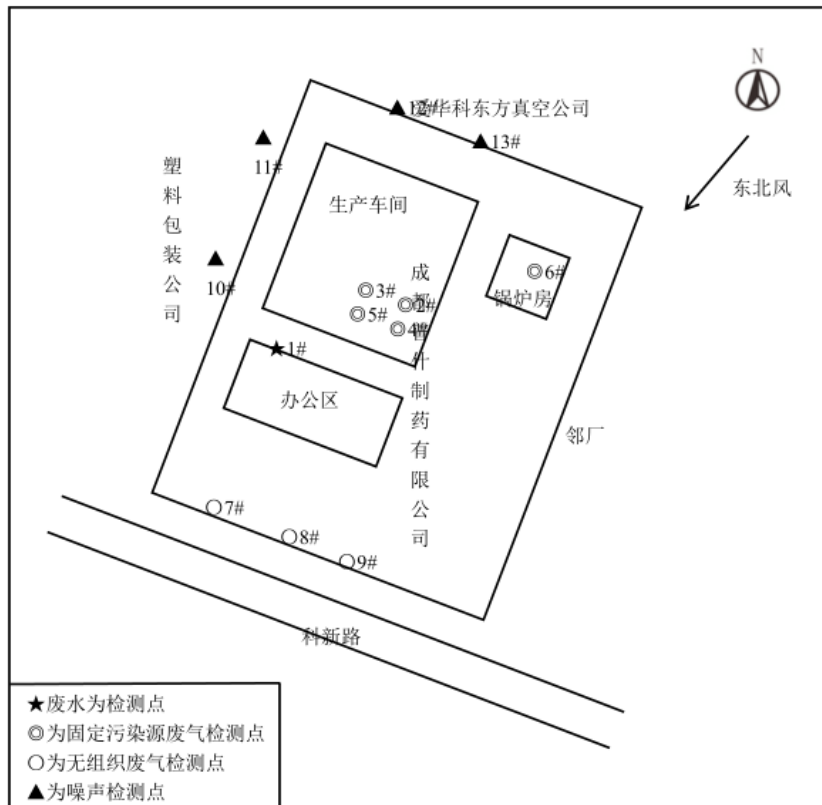 N
12#
爱华科东方真空公司
13#
11#
东北风
塑料包装公司
生产车间
6#
10#
3#
2#
锅炉房
5#
4#
成都普什制药有限公司
1#
办公区
邻厂
7#
8#
9#
科新路
★废水为检测点
◎为固定污染源废气检测点
○为无组织废气检测点
▲为噪声检测点